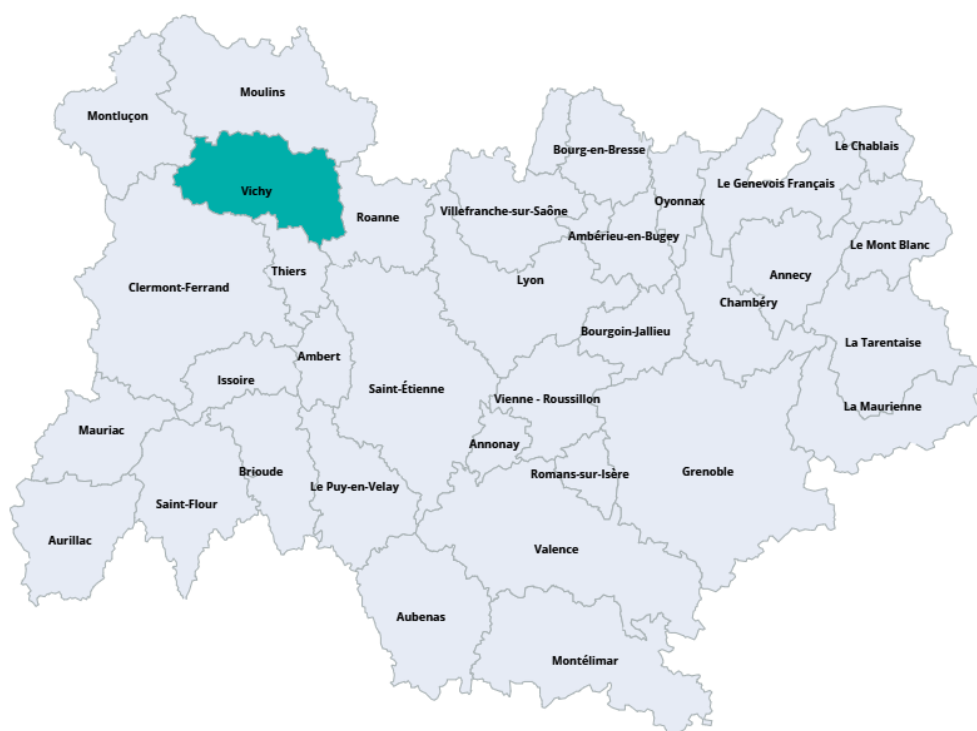 Moulins
Montluçon
Le Chablais
Bourg-en-Bresse
Le Genevois Français
Vichy
Oyonnax
Villefranche-sur-Saône
Roanne
Ambérieu-en-Bugey
Le Mont Blanc
Thiers
Annecy
Lyon
Clermont-Ferrand
Chambéry
Bourgoin-Jallieu
La Tarentaise
Ambert
Issoire
Saint-Étienne
Vienne - Roussillon
La Maurienne
Mauriac
Annonay
Brioude
Grenoble
Romans-sur-Isère
Le Puy-en-Velay
Saint-Flour
Aurillac
Valence
Aubenas
Montélimar